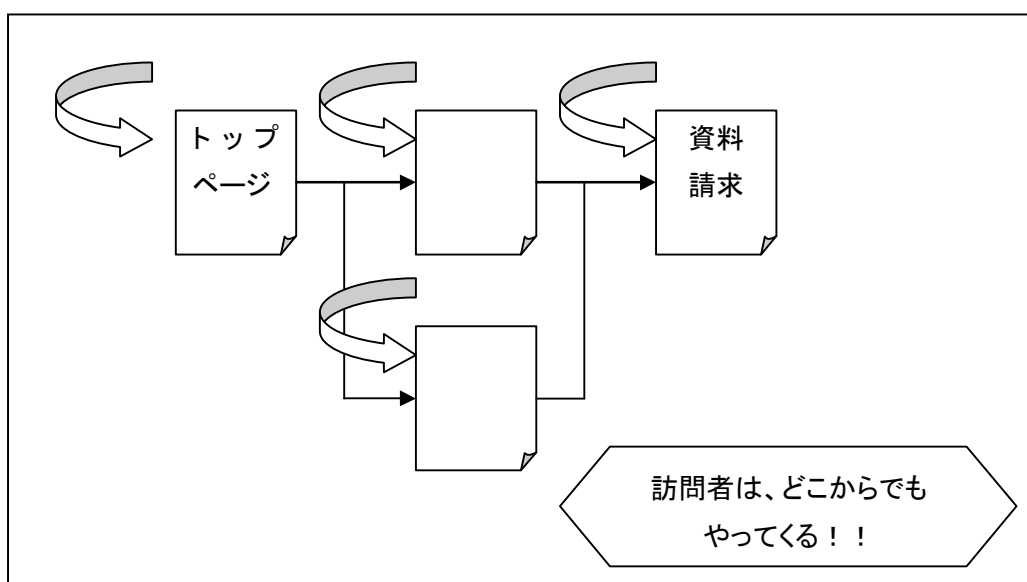 トップ
ページ
資料
請求
訪問者は、どこからでも
やってくる！！